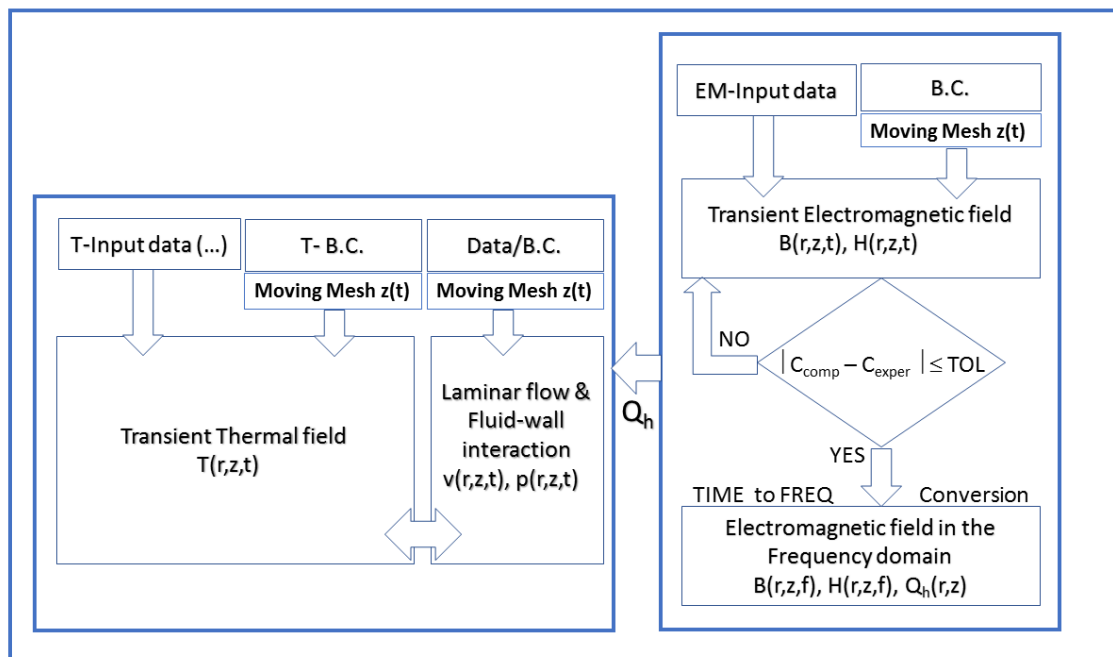 EM-Input data
B.C.
Moving Mesh z(t)
Transient Electromagnetic field
B(r,z,t), H(r,z,t)
NO
| C_comp – C_exper | ≤ TOL
YES
TIME to FREQ Conversion
Electromagnetic field in the
Frequency domain
B(r,z,f), H(r,z,f), Q_h(r,z)
Q_h
T-Input data (...)
T- B.C.
Moving Mesh z(t)
Data/B.C.
Moving Mesh z(t)
Transient Thermal field
T(r,z,t)
Laminar flow &
Fluid-wall
interaction
v(r,z,t), p(r,z,t)